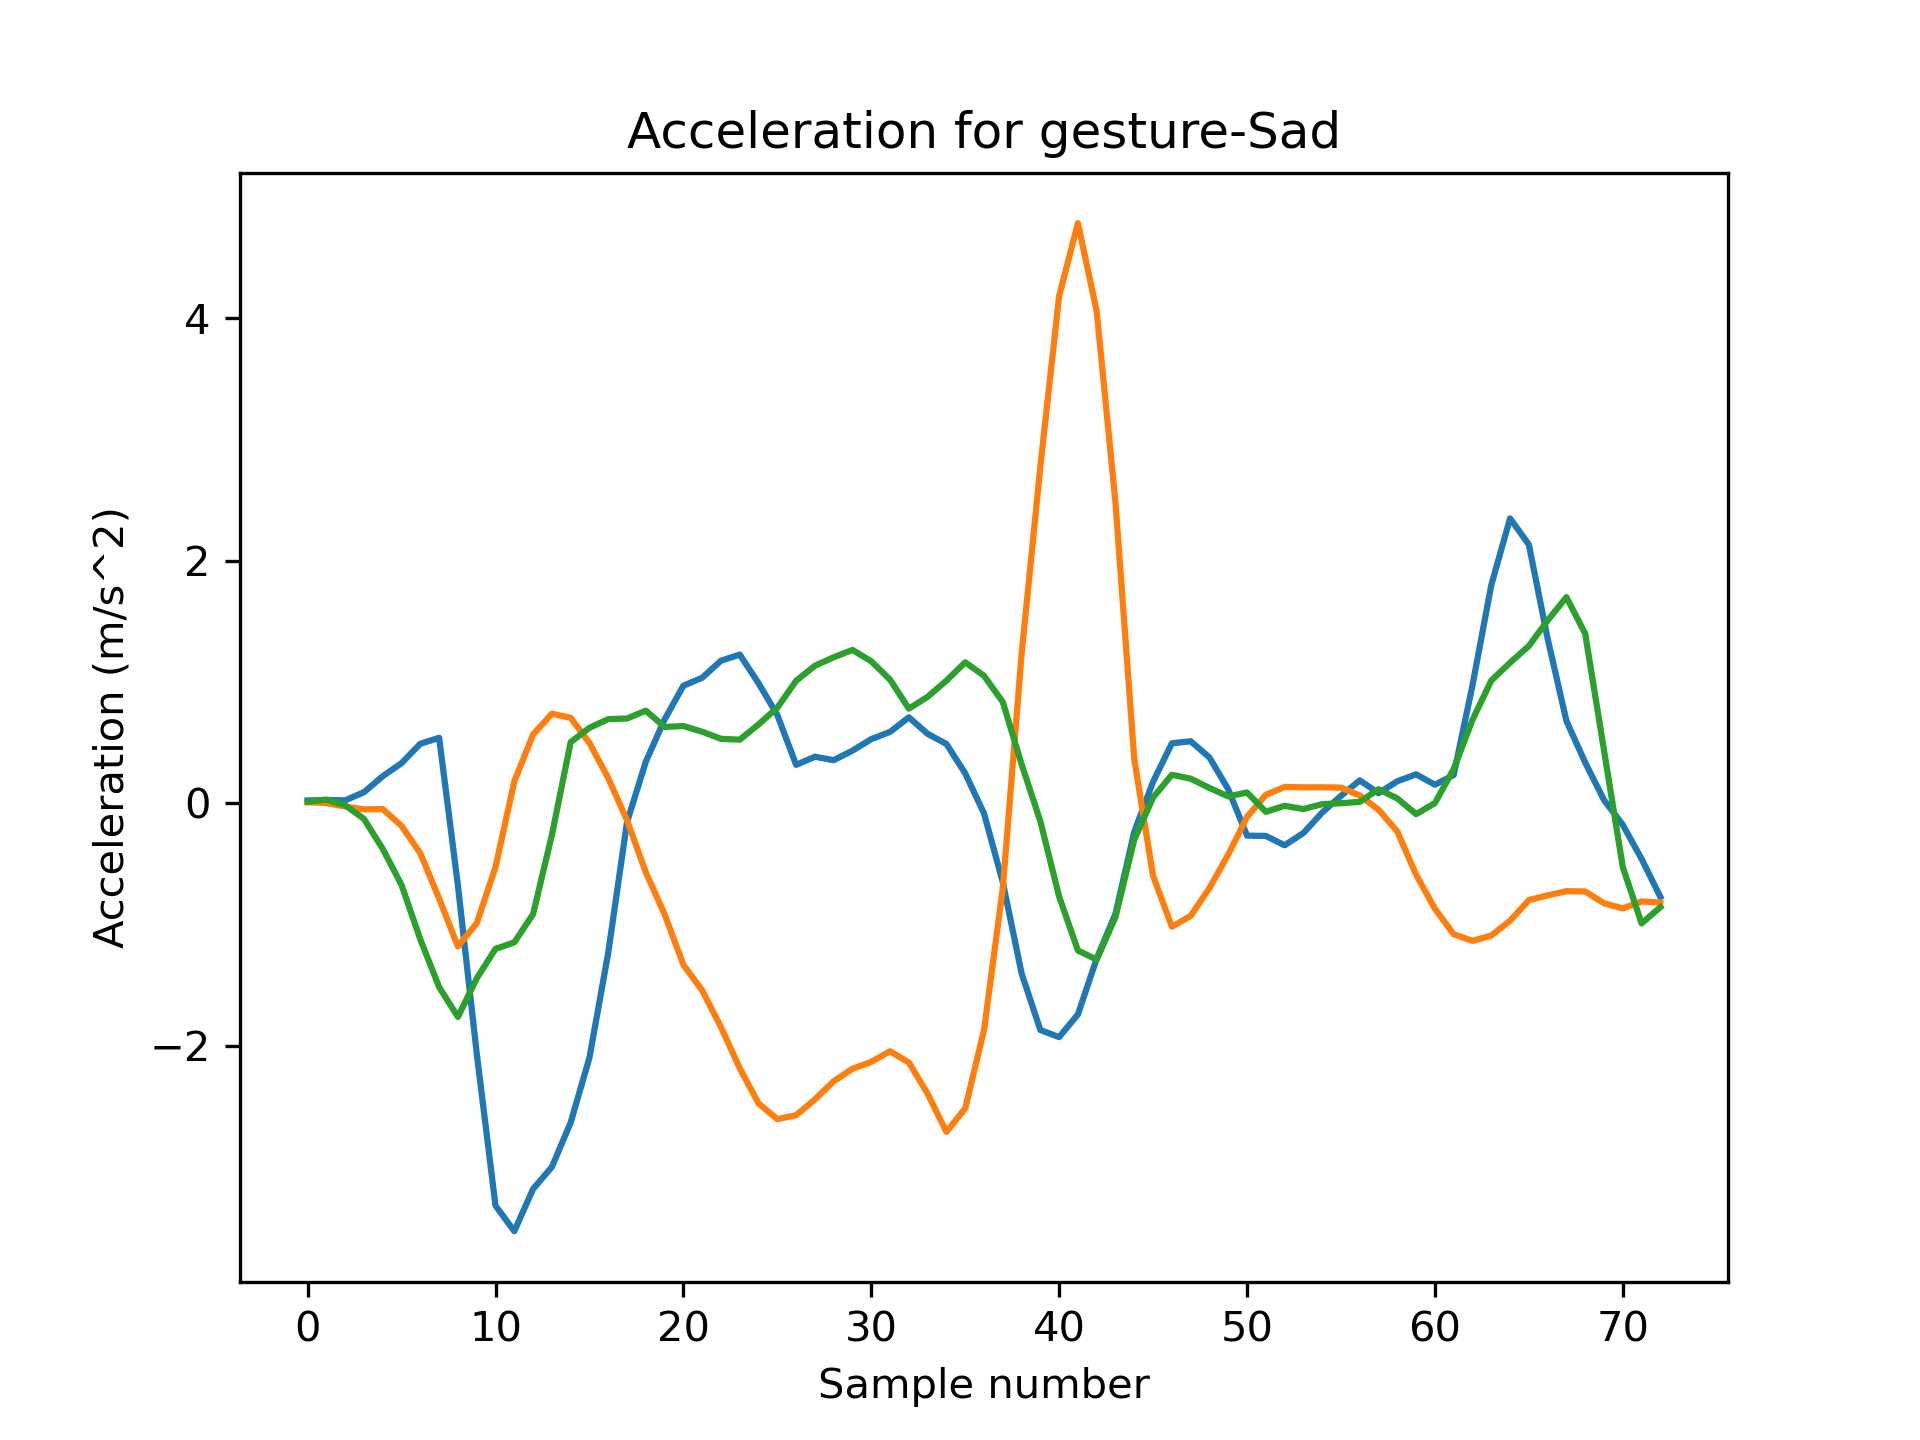 Acceleration for gesture-Sad
Acceleration (m/s^2)
4
2
0
−2
0 10 20 30 40 50 60 70
Sample number